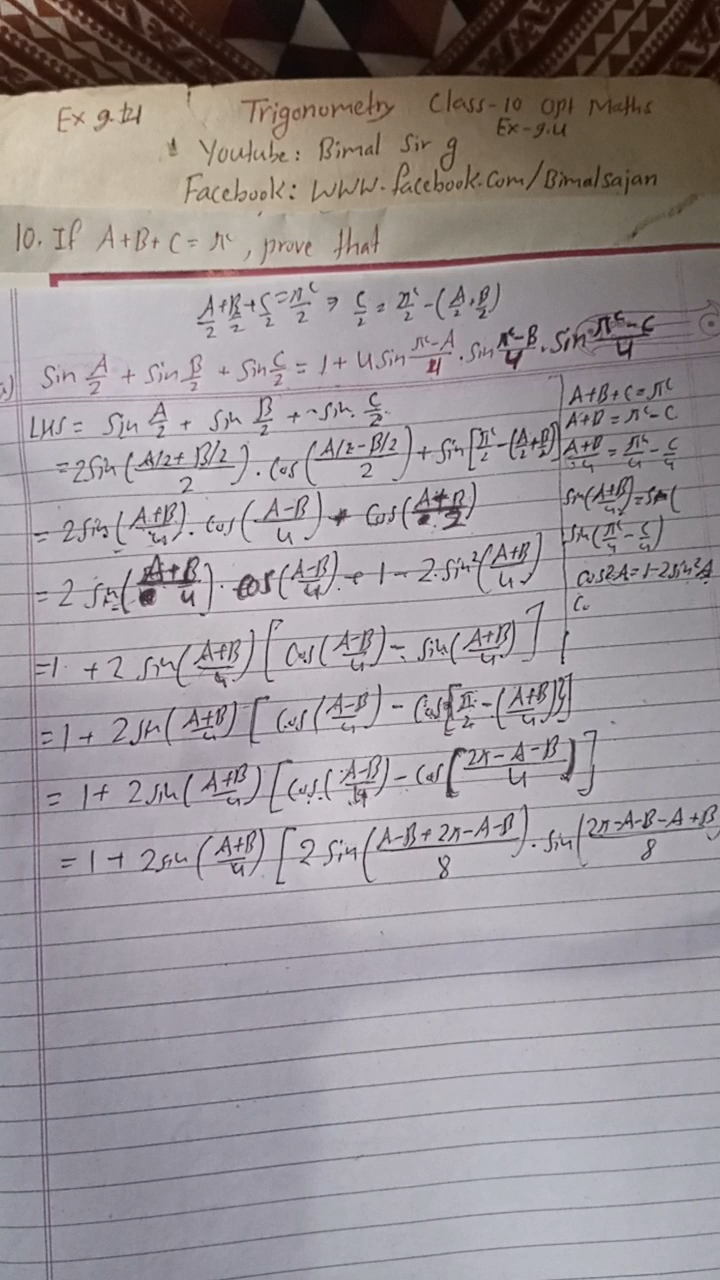 Ex 9.4
Trigonometry Class-10 Opt Maths
Ex-9.4
Youtube: Bimal Sir g
Facebook: WWW.facebook.com/Bimalsajan
10. If A+B+C = π^c, prove that
A/2 + B/2 + C/2 = π^c/2 ⇒ C/2 = π^c/2 - (A/2 + B/2)
a) Sin A/2 + Sin B/2 + Sin C/2 = 1 + 4 Sin (π^c-A)/4 . Sin (π^c-B)/4 . Sin (π^c-C)/4
LHS = Sin A/2 + Sin B/2 + Sin C/2
= 2Sin((A/2 + B/2)/2) . Cos((A/2 - B/2)/2) + Sin[π^c/2 - (A/2 + B/2)]
= 2Sin((A+B)/4) . Cos((A-B)/4) + Cos((A+B)/2)
= 2 Sin((A+B)/4) . Cos((A-B)/4) + 1 - 2.Sin²((A+B)/4)
= 1 + 2 Sin((A+B)/4) [Cos((A-B)/4) - Sin((A+B)/4)]
= 1 + 2Sin((A+B)/4) [Cos((A-B)/4) - Cos{π/2 - ((A+B)/4)}]
= 1 + 2Sin((A+B)/4) [Cos((A-B)/4) - Cos((2π-A-B)/4)]
= 1 + 2Sin((A+B)/4) [2 Sin((A-B+2π-A-B)/8) . Sin((2π-A-B-A+B)/8
A+B+C = π^c
A+B = π^c - C
(A+B)/4 = π^c/4 - C/4
Sin((A+B)/4) = Sin(
Sin(π^c/4 - C/4)
Cos2A = 1-2Sin²A
Co